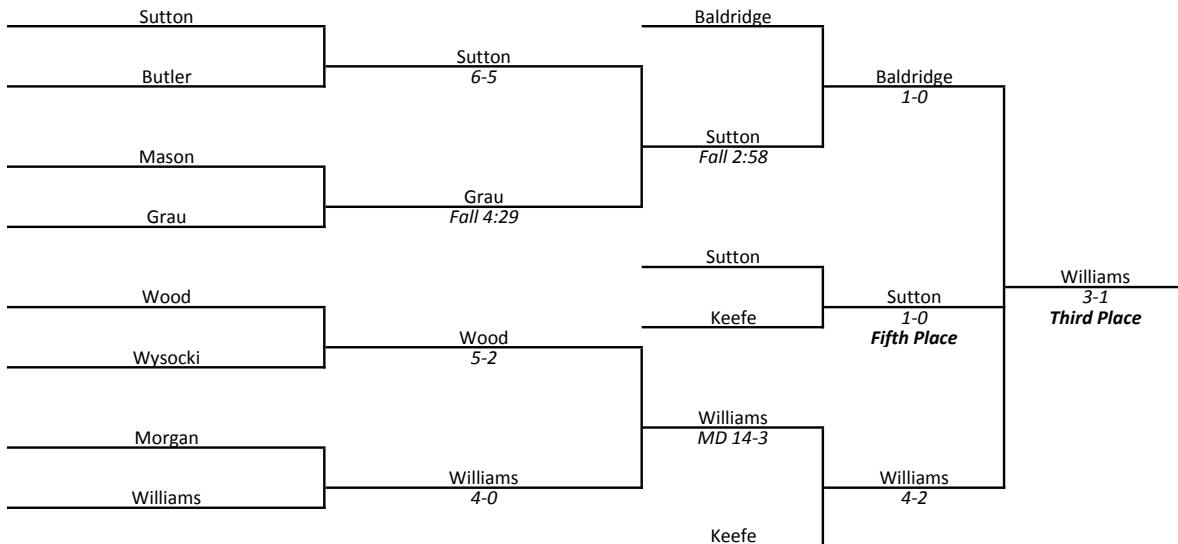 Sutton
Butler
Mason
Grau
Wood
Wysocki
Morgan
Williams
Sutton
6-5
Grau
Fall 4:29
Wood
5-2
Williams
4-0
Baldridge
Sutton
Fall 2:58
Sutton
Keefe
Williams
MD 14-3
Keefe
Baldridge
1-0
Sutton
1-0
Fifth Place
Williams
4-2
Williams
3-1
Third Place